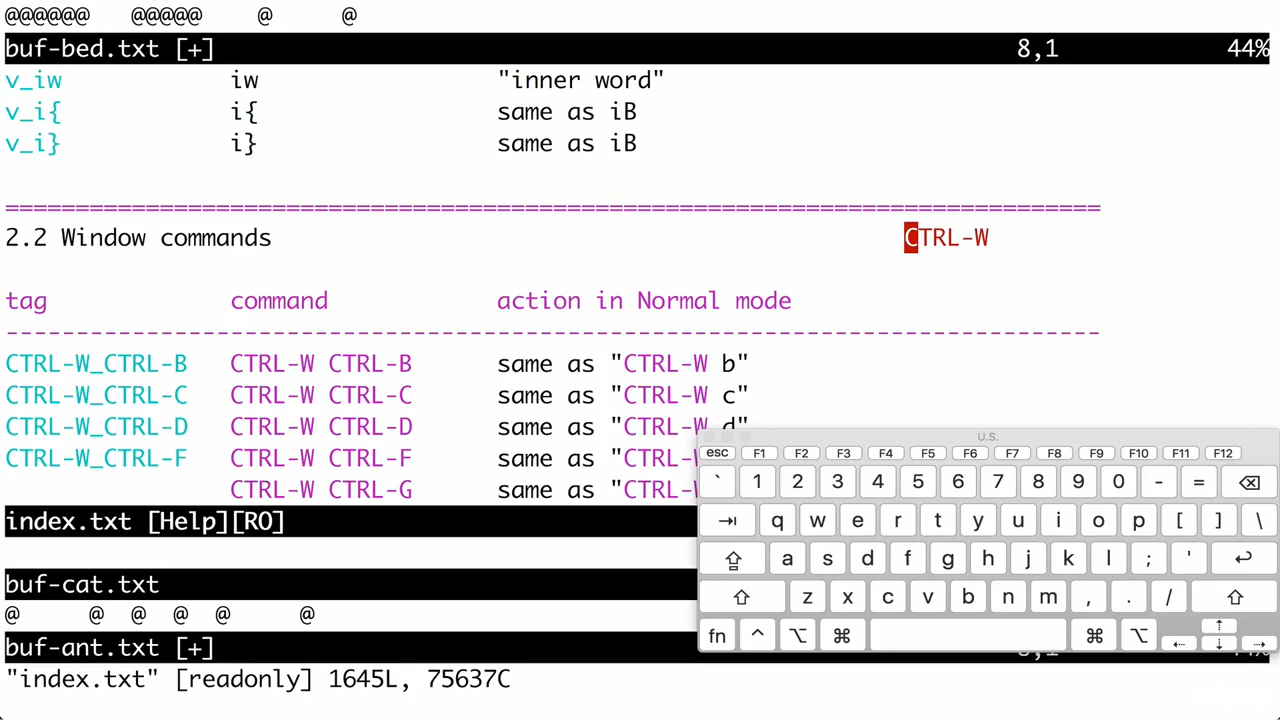 @@@@@@   @@@@@    @     @
buf-bed.txt [+] 8,1 44%
v_iw iw "inner word"
v_i{ i{ same as iB
v_i} i} same as iB
==============================================================================
2.2 Window commands CTRL-W
tag command action in Normal mode
------------------------------------------------------------------------------
CTRL-W_CTRL-B CTRL-W CTRL-B same as "CTRL-W b"
CTRL-W_CTRL-C CTRL-W CTRL-C same as "CTRL-W c"
CTRL-W_CTRL-D CTRL-W CTRL-D same as "CTRL-W d"
CTRL-W_CTRL-F CTRL-W CTRL-F same as "CTRL-W
CTRL-W CTRL-G same as "CTRL-W
index.txt [Help][RO]
buf-cat.txt
@     @  @  @  @     @
buf-ant.txt [+] 8,1 44%
"index.txt" [readonly] 1645L, 75637C
U.S.
esc F1 F2 F3 F4 F5 F6 F7 F8 F9 F10 F11 F12
` 1 2 3 4 5 6 7 8 9 0 - =
q w e r t y u i o p [ ] \
a s d f g h j k l ; '
z x c v b n m , . /
fn ^ ⌥ ⌘ ⌘ ⌥